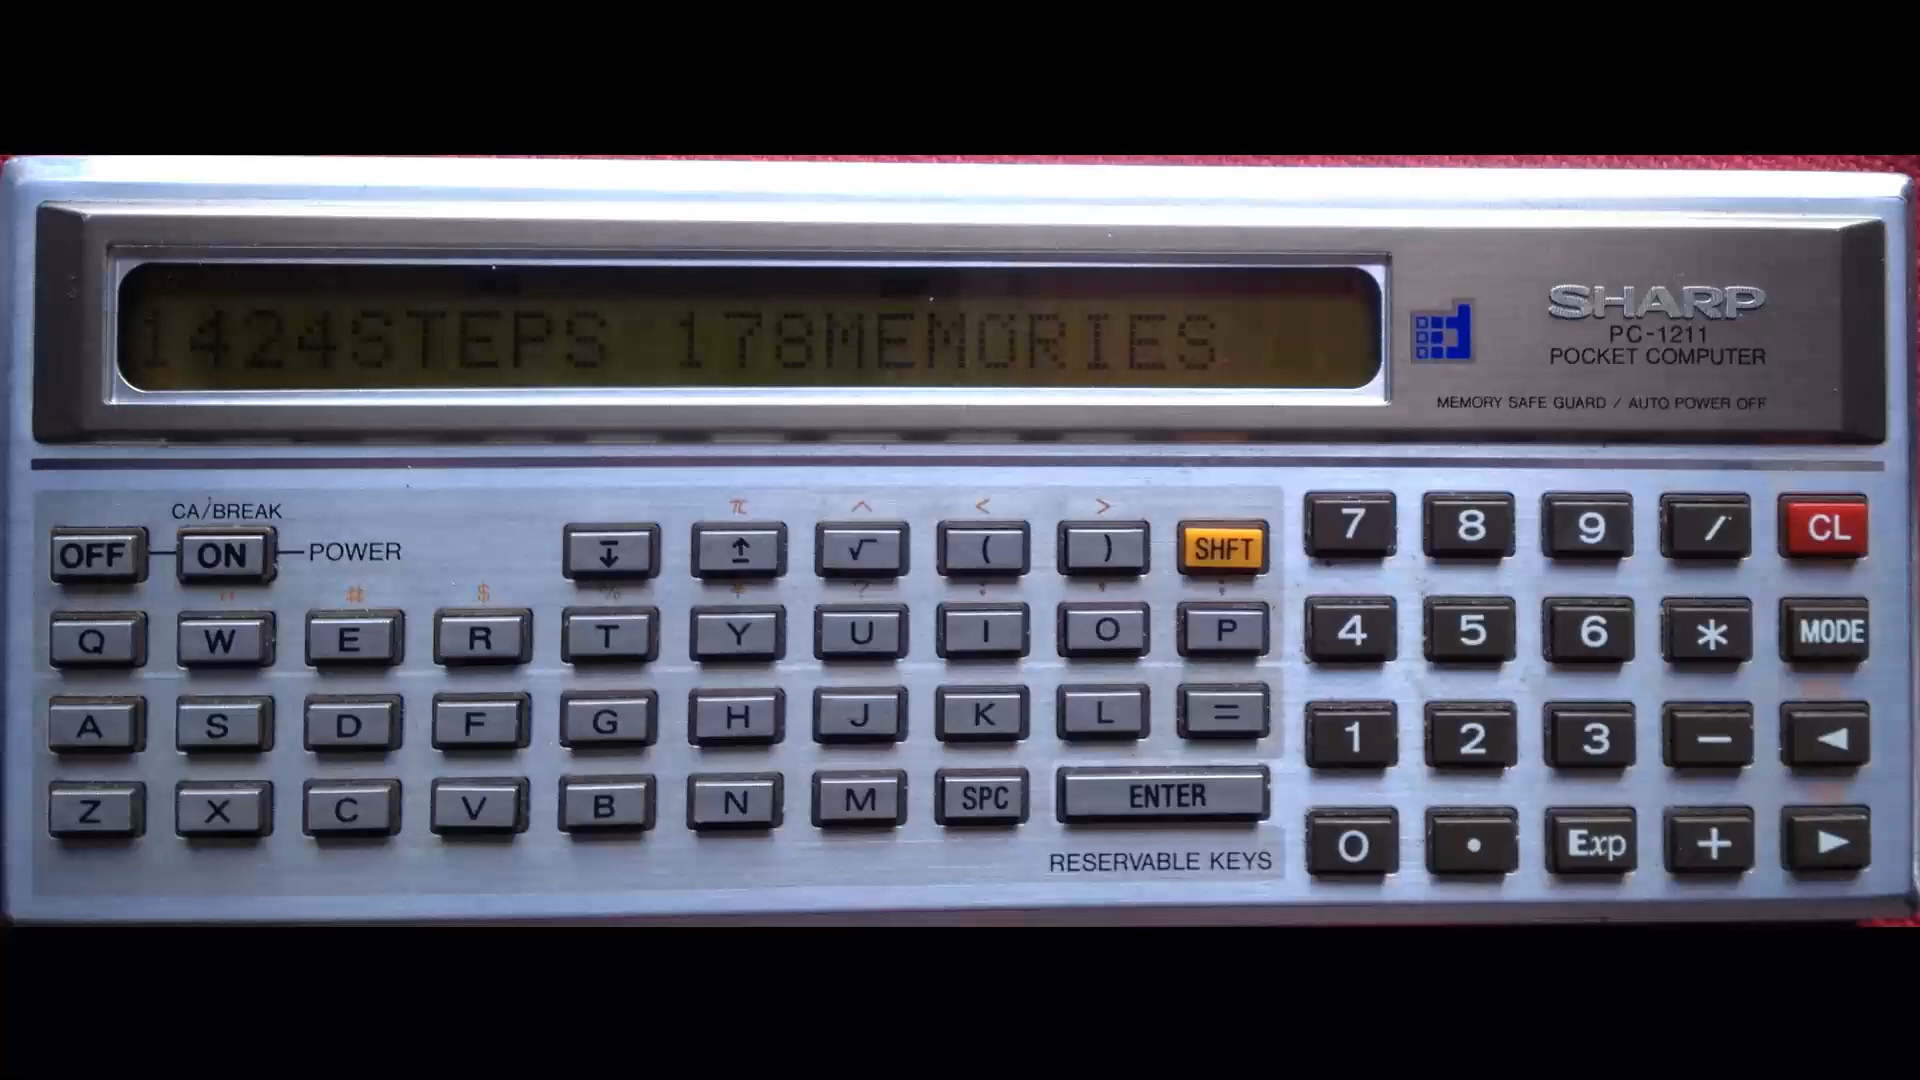 1424STEPS 178MEMORIES
SHARP
PC-1211
POCKET COMPUTER
MEMORY SAFE GUARD / AUTO POWER OFF
CA/BREAK
OFF ON POWER
π ^ < >
↧ ↥ √ ( ) SHFT
7 8 9 / CL
" # $ % ¥ ? : , ;
Q W E R T Y U I O P
4 5 6 * MODE
A S D F G H J K L =
1 2 3 - ◀
Z X C V B N M SPC ENTER
0 . Exp + ▶
RESERVABLE KEYS